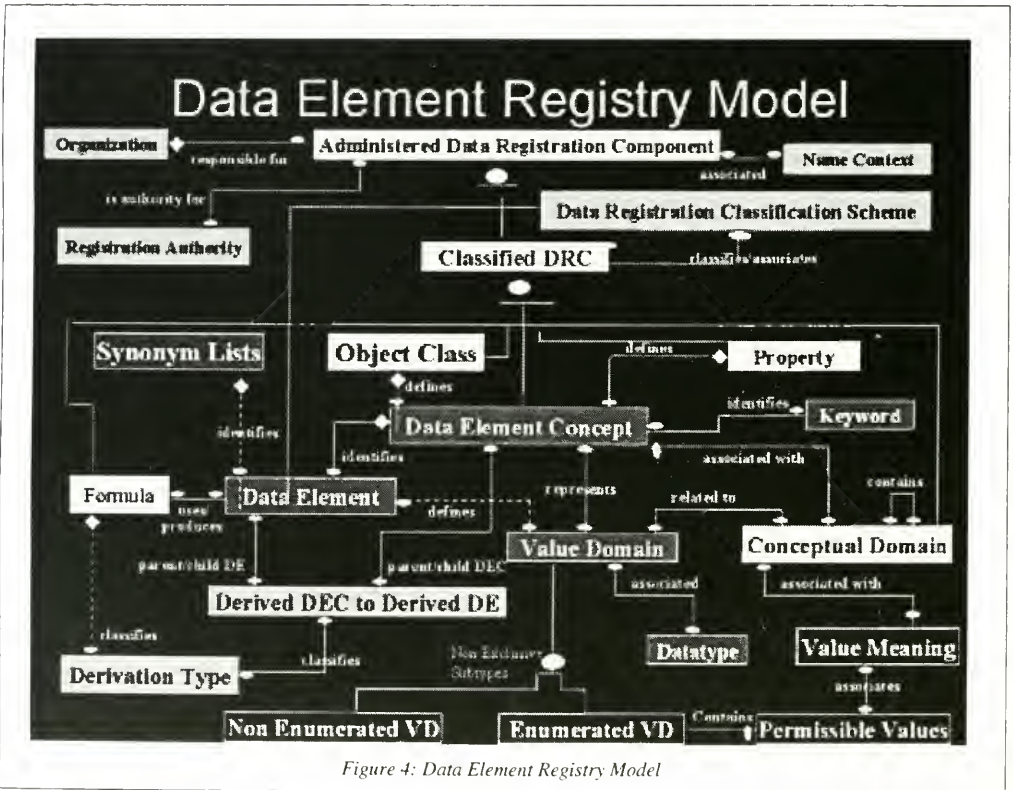 Data Element Registry Model
Organization
responsible for
Administered Data Registration Component
associated
Name Context
is authority for
Registration Authority
Data Registration Classification Scheme
Classified DRC
classifies/associates
Synonym Lists
Object Class
defines
Property
defines
identifies
Keyword
Data Element Concept
identifies
identifies
associated with
contains
Formula
uses/
produces
Data Element
defines
represents
related to
Value Domain
Conceptual Domain
parent/child DE
parent/child DEC
associated
associated with
Derived DEC to Derived DE
classifies
classifies
Non Exclusive
Subtypes
Datatype
Value Meaning
Derivation Type
associates
Non Enumerated VD
Enumerated VD
Contains
Permissible Values
Figure 4: Data Element Registry Model